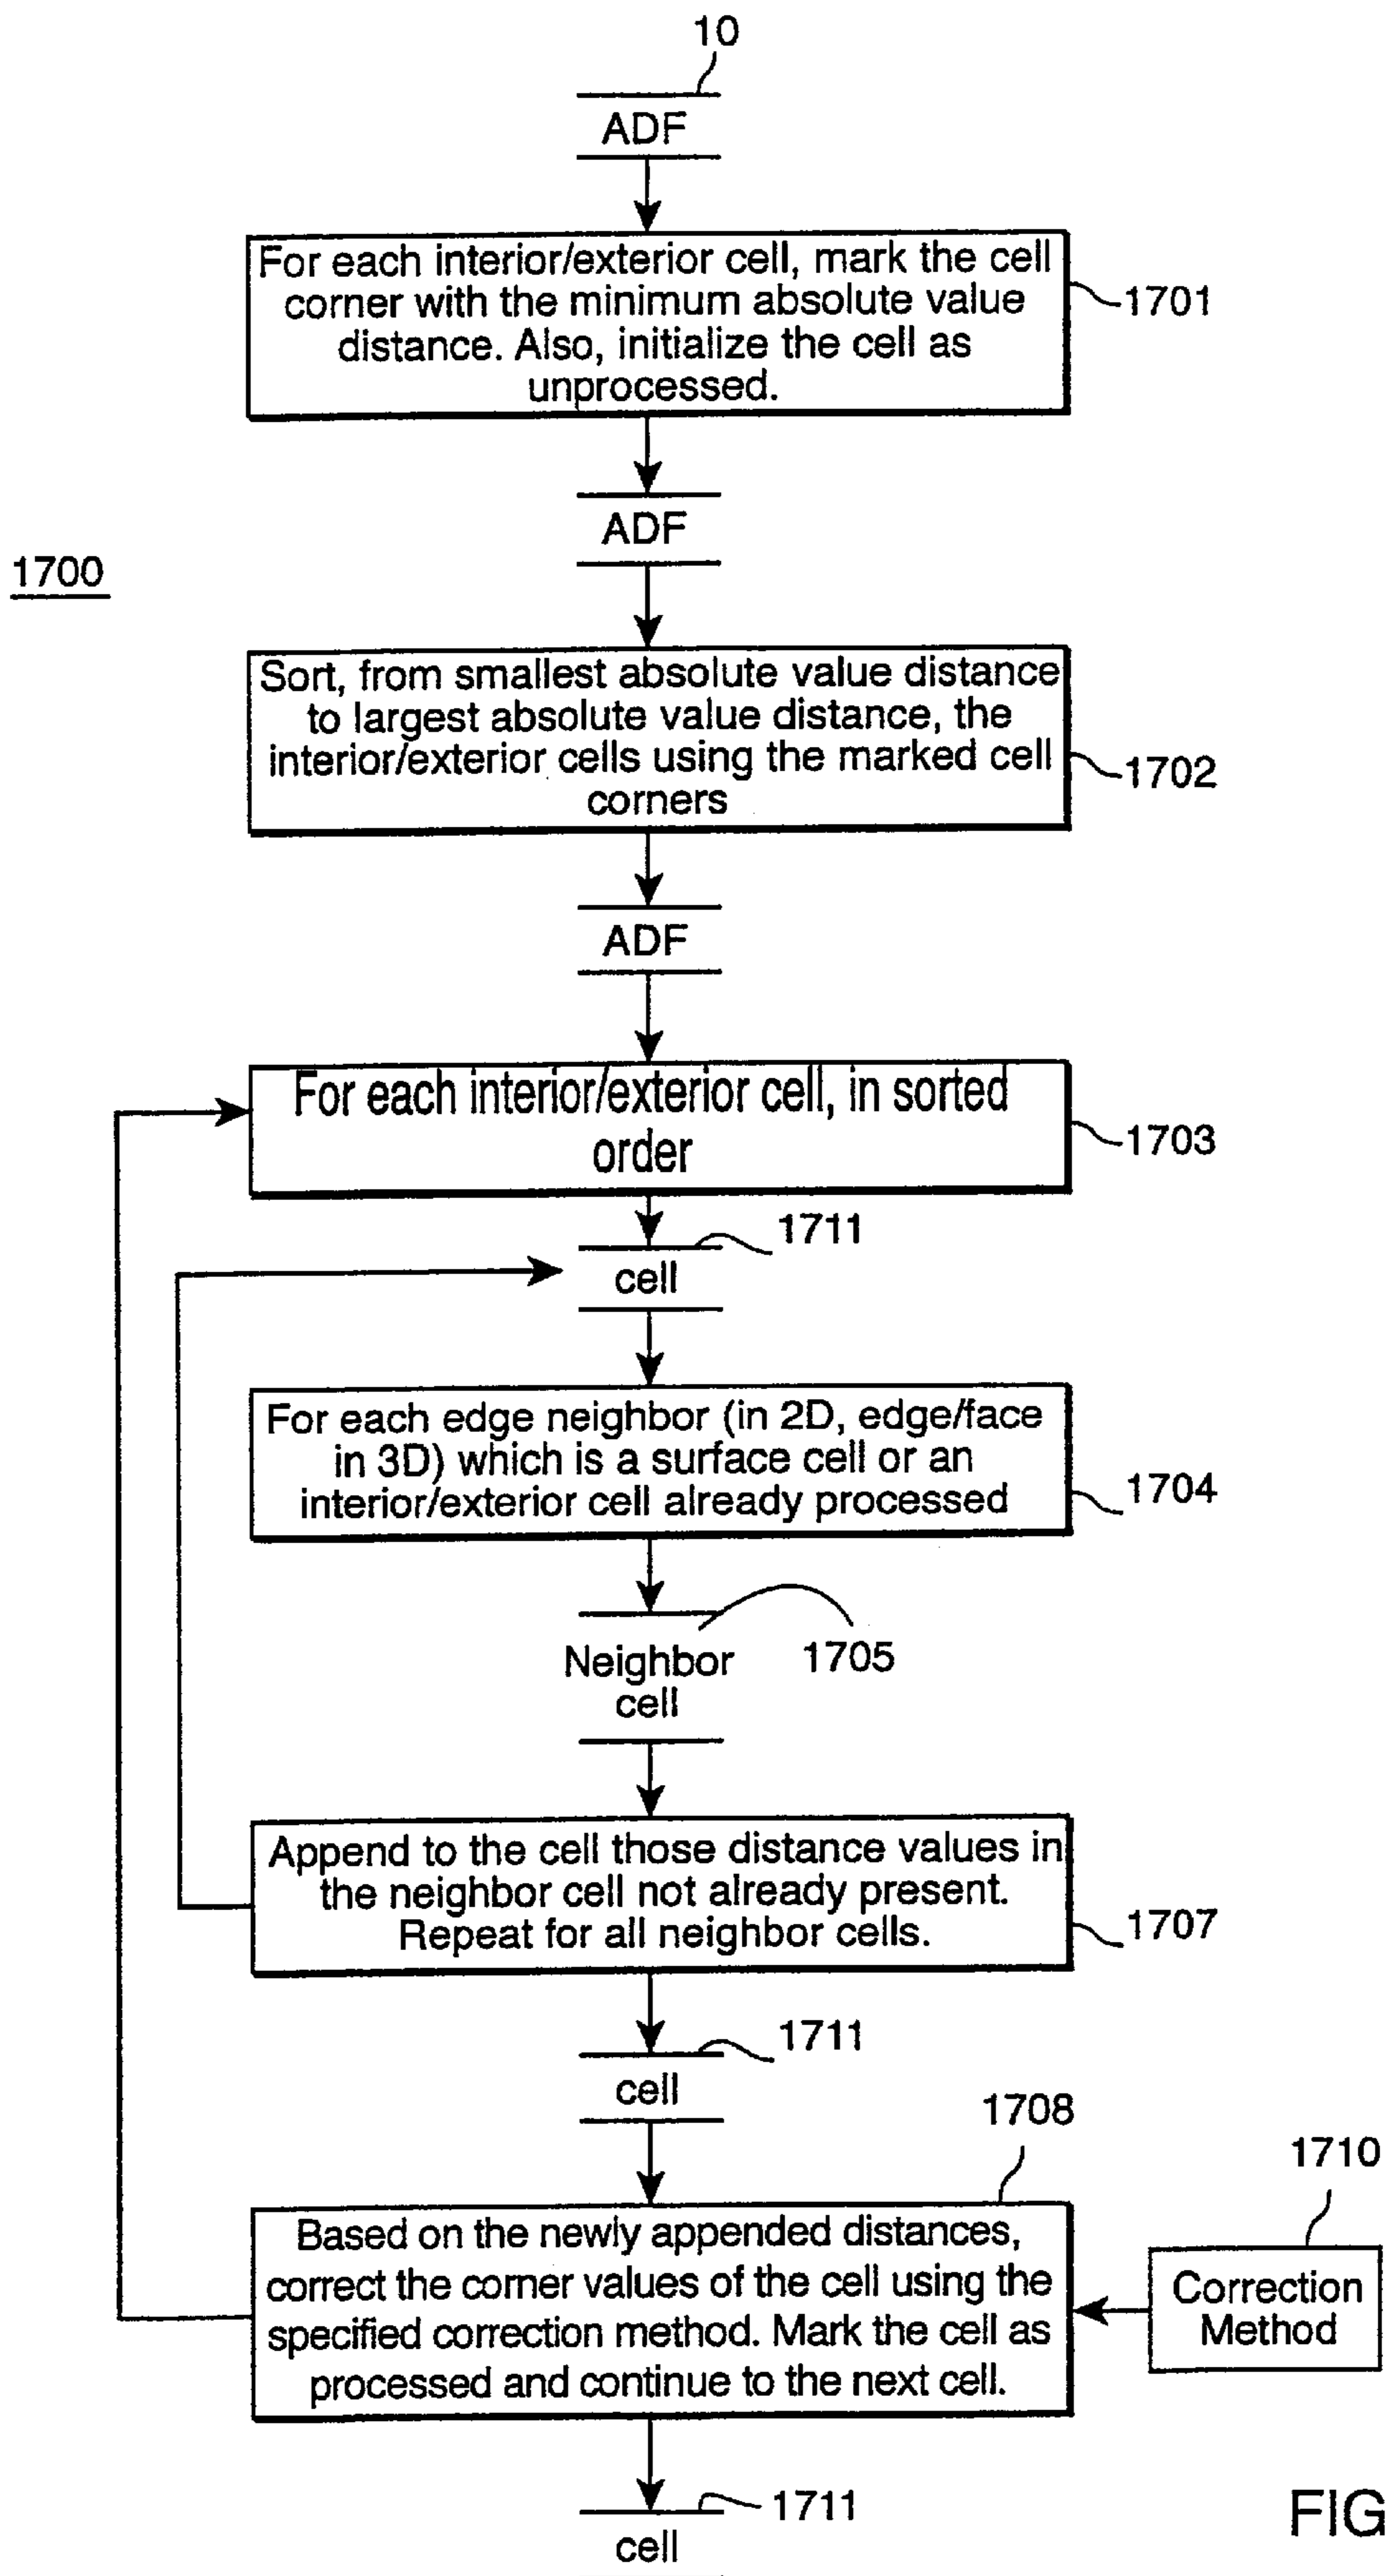 10
ADF
For each interior/exterior cell, mark the cell
corner with the minimum absolute value
distance. Also, initialize the cell as
unprocessed.
1701
ADF
1700
Sort, from smallest absolute value distance
to largest absolute value distance, the
interior/exterior cells using the marked cell
corners
1702
ADF
For each interior/exterior cell, in sorted
order
1703
1711
cell
For each edge neighbor (in 2D, edge/face
in 3D) which is a surface cell or an
interior/exterior cell already processed
1704
Neighbor
cell
1705
Append to the cell those distance values in
the neighbor cell not already present.
Repeat for all neighbor cells.
1707
1711
cell
1708
1710
Based on the newly appended distances,
correct the corner values of the cell using the
specified correction method. Mark the cell as
processed and continue to the next cell.
Correction
Method
1711
cell
FIG